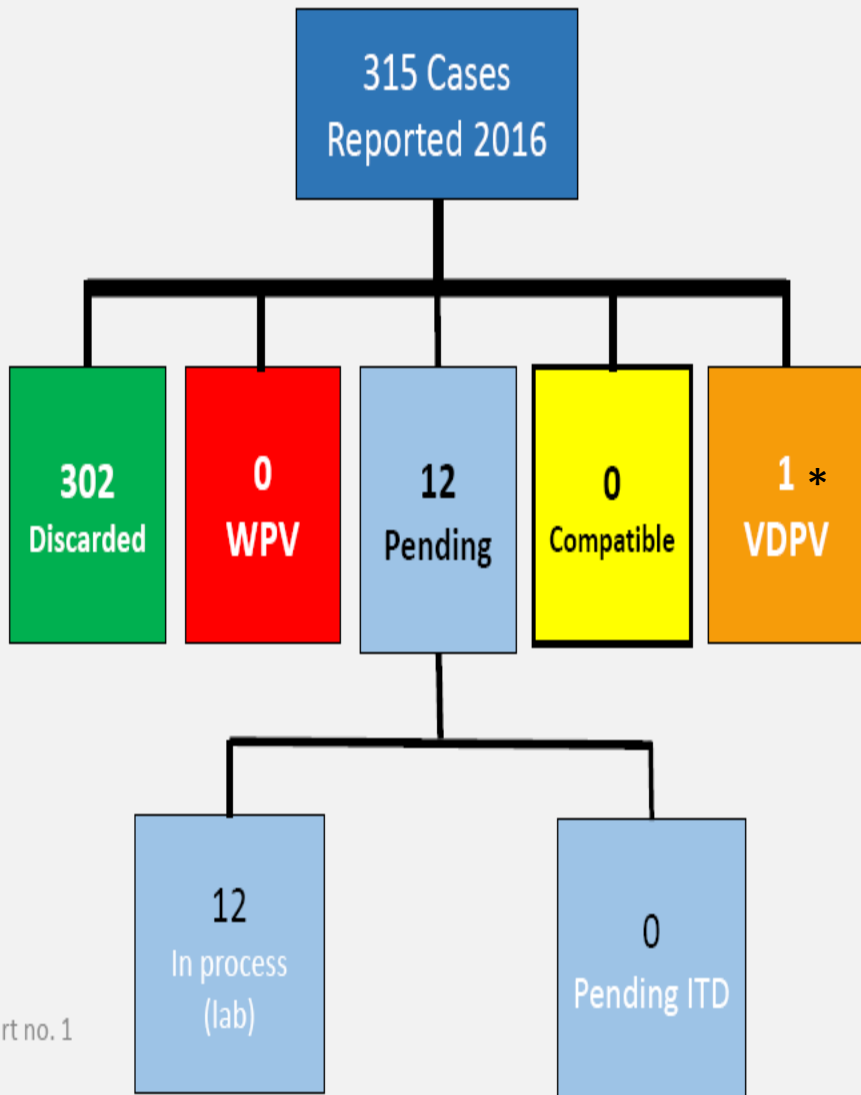 315 Cases
Reported 2016
302
Discarded
0
WPV
12
Pending
0
Compatible
1 *
VDPV
12
In process
(lab)
0
Pending ITD
rt no. 1